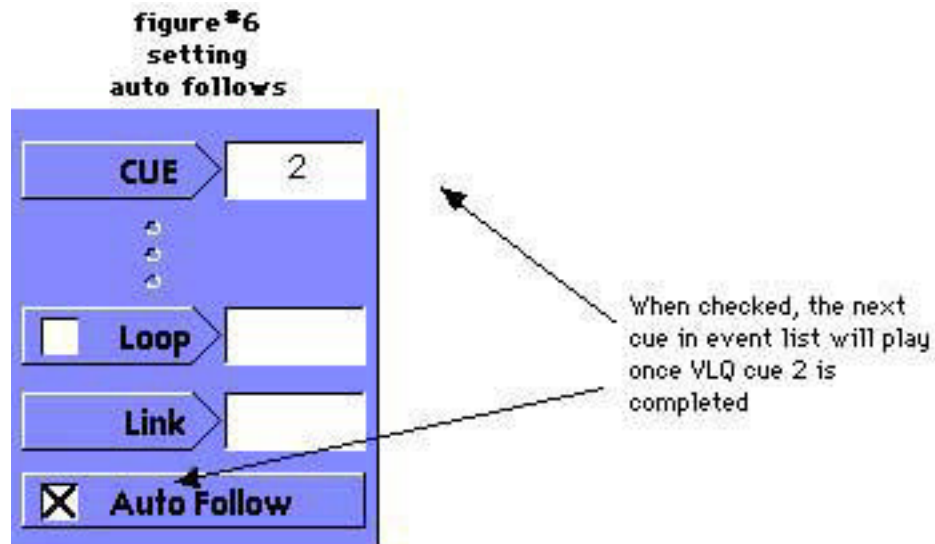 figure #6
setting
auto follows
CUE
2
Loop
Link
Auto Follow
When checked, the next
cue in event list will play
once VLQ cue 2 is
completed